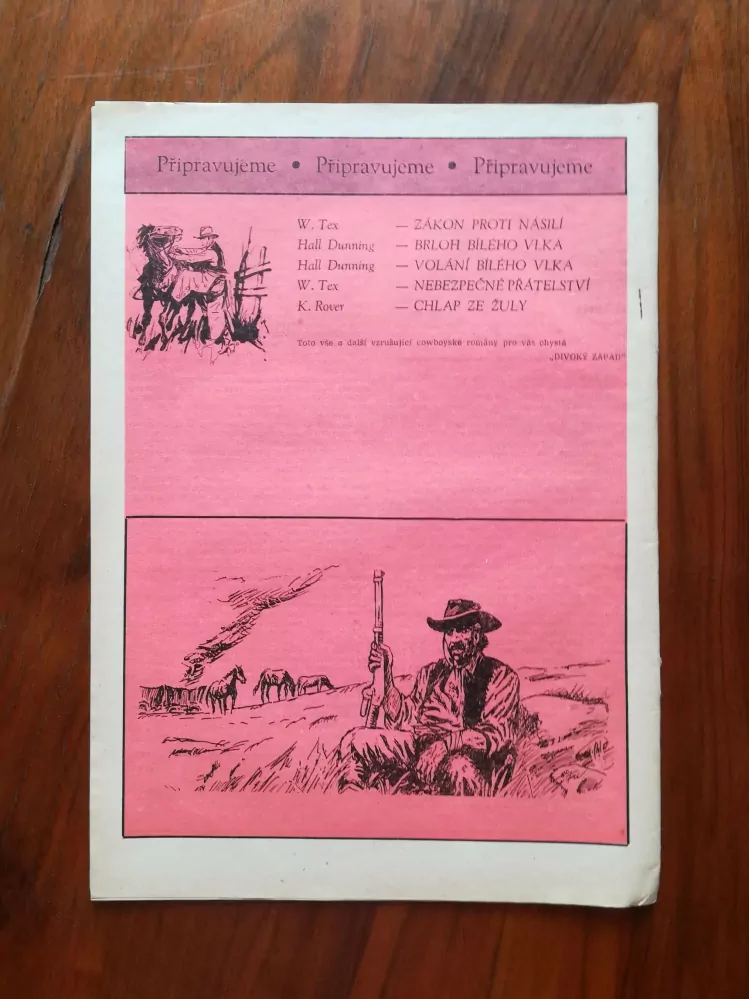 Připravujeme • Připravujeme • Připravujeme
W. Tex — ZÁKON PROTI NÁSILÍ
Hall Dunning — BRLOH BÍLÉHO VLKA
Hall Dunning — VOLÁNÍ BÍLÉHO VLKA
W. Tex — NEBEZPEČNÉ PŘÁTELSTVÍ
K. Rover — CHLAP ZE ŽULY
Toto vše a další vzrušující cowboyské romány pro vás chystá
„DIVOKÝ ZÁPAD"